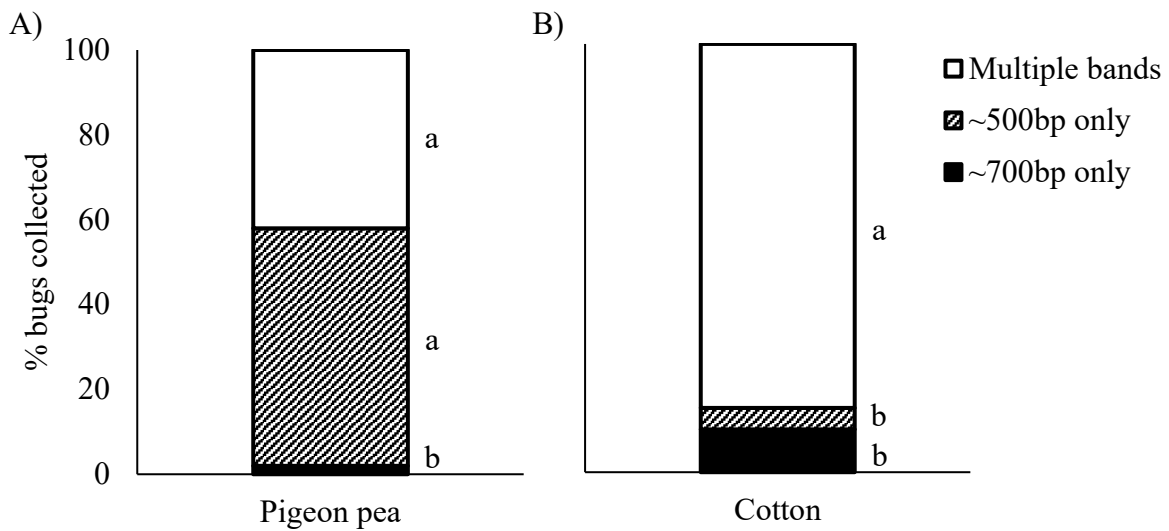 A)
B)
% bugs collected
100
80
60
40
20
0
a
a
b
Pigeon pea
a
b
b
Cotton
Multiple bands
~500bp only
~700bp only